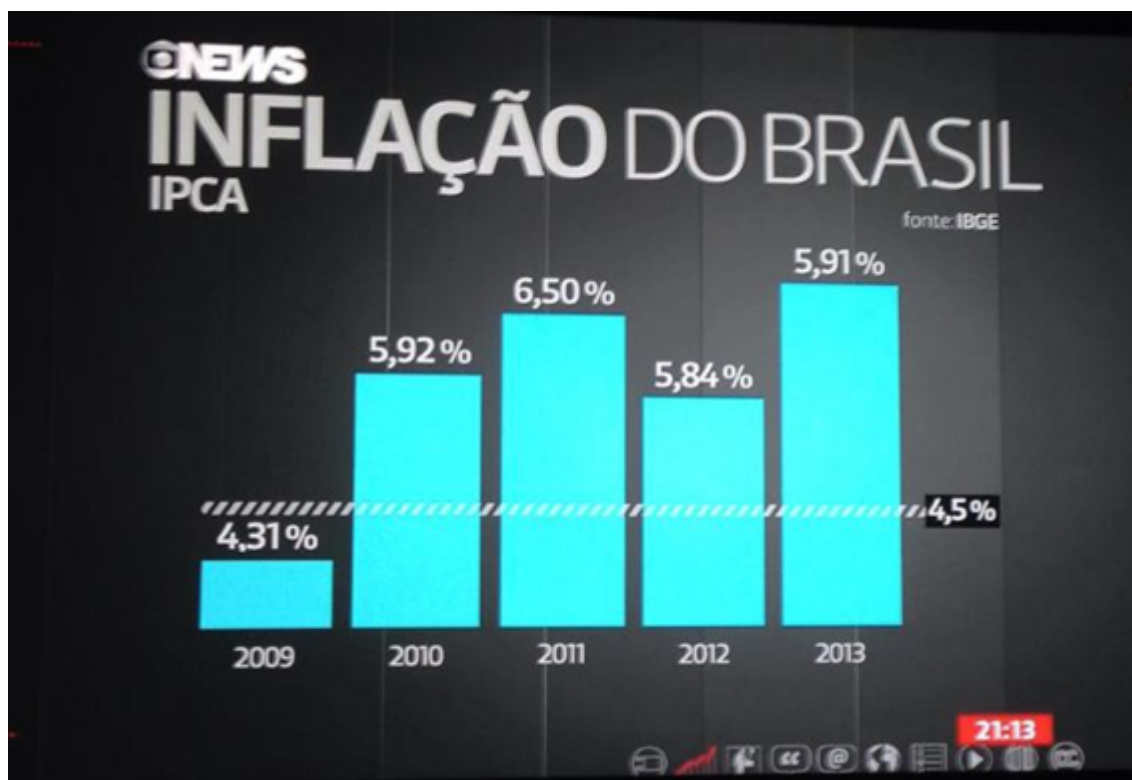 NEWS
INFLAÇÃO DO BRASIL
IPCA
fonte: IBGE
5,91%
6,50%
5,92%
5,84%
4,5%
4,31%
2009 2010 2011 2012 2013
21:13